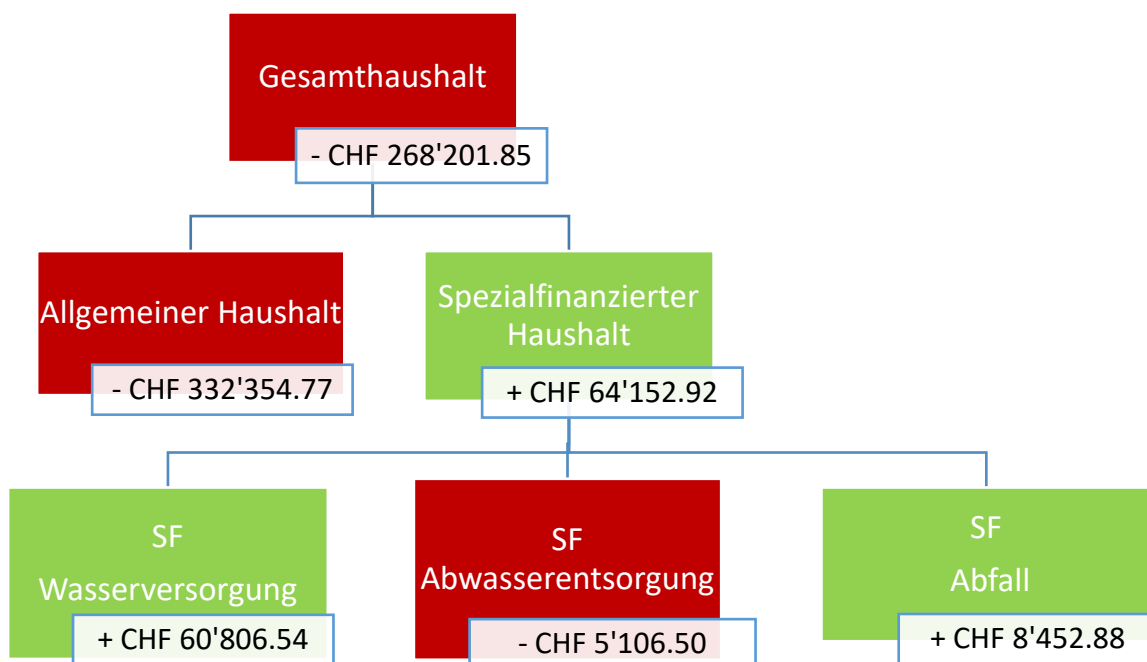 Gesamthaushalt
- CHF 268'201.85
Allgemeiner Haushalt
- CHF 332'354.77
Spezialfinanzierter
Haushalt
+ CHF 64'152.92
SF
Wasserversorgung
+ CHF 60'806.54
SF
Abwasserentsorgung
- CHF 5'106.50
SF
Abfall
+ CHF 8'452.88